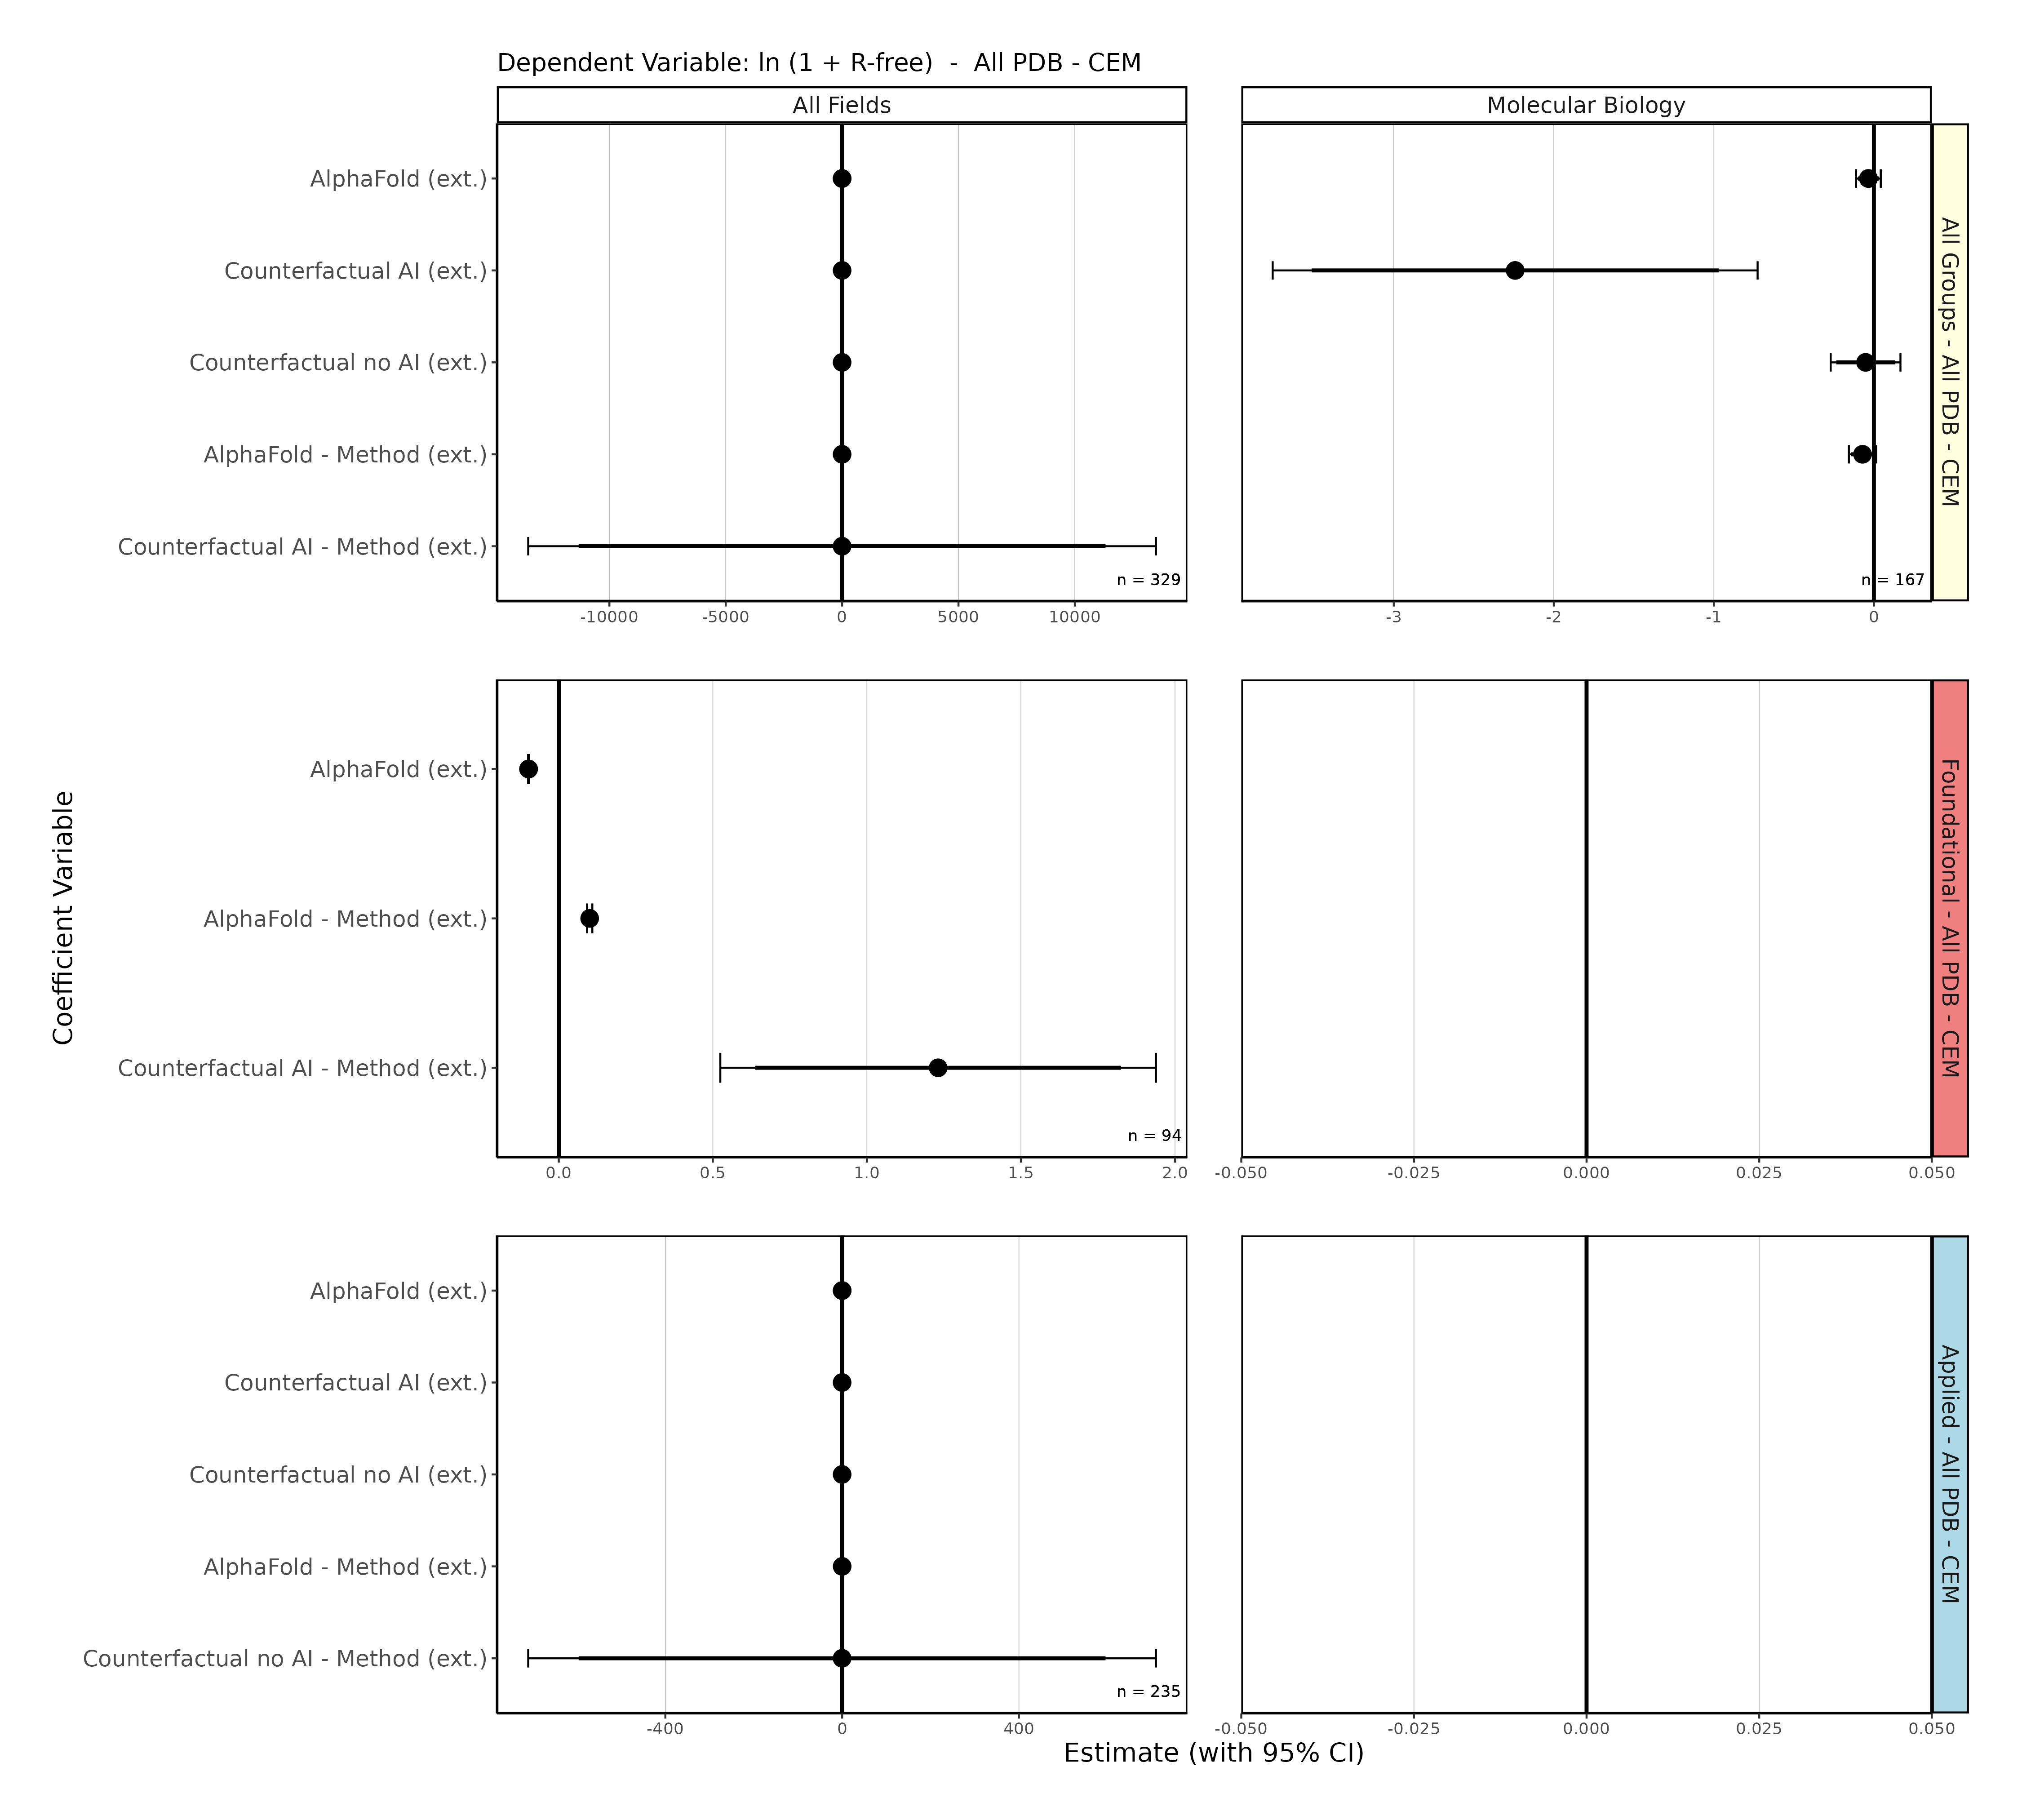 Dependent Variable: ln (1 + R-free)  -  All PDB - CEM
All Fields
Molecular Biology
AlphaFold (ext.)
Counterfactual AI (ext.)
Counterfactual no AI (ext.)
AlphaFold - Method (ext.)
Counterfactual AI - Method (ext.)
n = 329
n = 167
-10000 -5000 0 5000 10000
-3 -2 -1 0
All Groups - All PDB - CEM
Coefficient Variable
AlphaFold (ext.)
AlphaFold - Method (ext.)
Counterfactual AI - Method (ext.)
n = 94
0.0 0.5 1.0 1.5 2.0
-0.050 -0.025 0.000 0.025 0.050
Foundational - All PDB - CEM
AlphaFold (ext.)
Counterfactual AI (ext.)
Counterfactual no AI (ext.)
AlphaFold - Method (ext.)
Counterfactual no AI - Method (ext.)
n = 235
-400 0 400
-0.050 -0.025 0.000 0.025 0.050
Applied - All PDB - CEM
Estimate (with 95% CI)